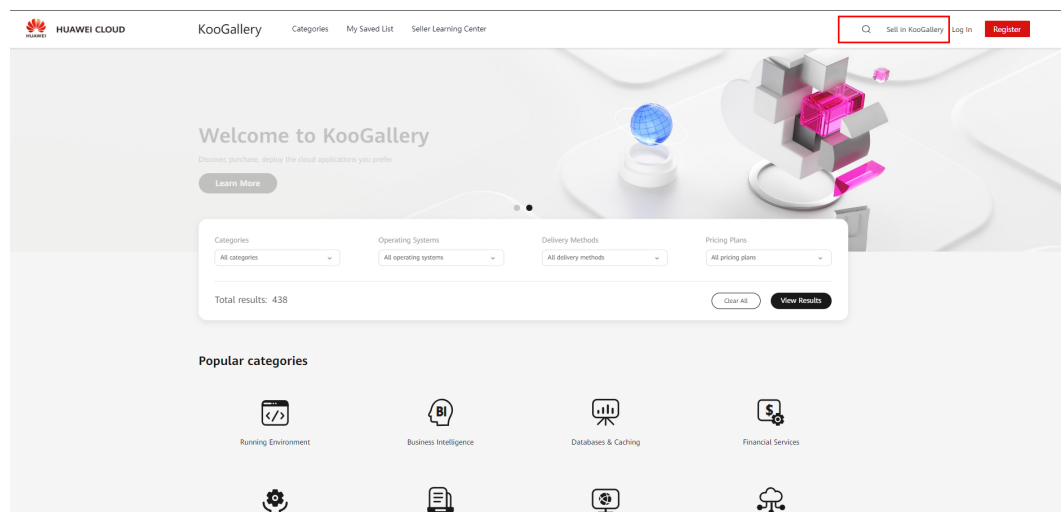 HUAWEI
HUAWEI CLOUD
KooGallery
Categories
My Saved List
Seller Learning Center
Sell in KooGallery
Log In
Register
Welcome to KooGallery
Discover, purchase, deploy the cloud applications you prefer.
Learn More
Categories
Operating Systems
Delivery Methods
Pricing Plans
All categories
All operating systems
All delivery methods
All pricing plans
Total results: 438
Clear All
View Results
Popular categories
</>
BI
$
Running Environment
Business Intelligence
Databases & Caching
Financial Services